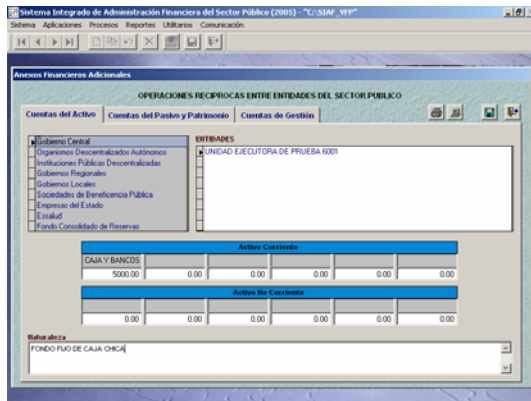 Sistema Integrado de Administración Financiera del Sector Público (2005) - "C:\SIAF_VFP"
Sistema Aplicaciones Procesos Reportes Utilitarios Comunicación
Anexos Financieros Adicionales
OPERACIONES RECIPROCAS ENTRE ENTIDADES DEL SECTOR PUBLICO
Cuentas del Activo Cuentas del Pasivo y Patrimonio Cuentas de Gestión
ENTIDADES
Gobierno Central
UNIDAD EJECUTORA DE PRUEBA 6001
Organismos Descentralizados Autónomos
Instituciones Públicas Descentralizadas
Gobiernos Regionales
Gobiernos Locales
Sociedades de Beneficencia Pública
Empresas del Estado
Essalud
Fondo Consolidado de Reservas
Activo Corriente
CAJA Y BANCOS
5000.00 0.00 0.00 0.00 0.00 0.00
Activo No Corriente
0.00 0.00 0.00 0.00 0.00 0.00
Naturaleza
FONDO FIJO DE CAJA CHICA